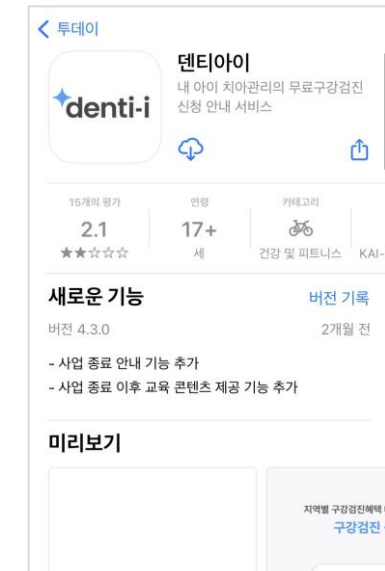 투데이
denti-i
덴티아이
내 아이 치아관리의 무료구강검진
신청 안내 서비스
15개의 평가
연령
카테고리
2.1
17+
★★☆☆☆
세
건강 및 피트니스
KAI-
새로운 기능
버전 기록
버전 4.3.0
2개월 전
- 사업 종료 안내 기능 추가
- 사업 종료 이후 교육 콘텐츠 제공 기능 추가
미리보기
지역별 구강검진혜택
구강검진